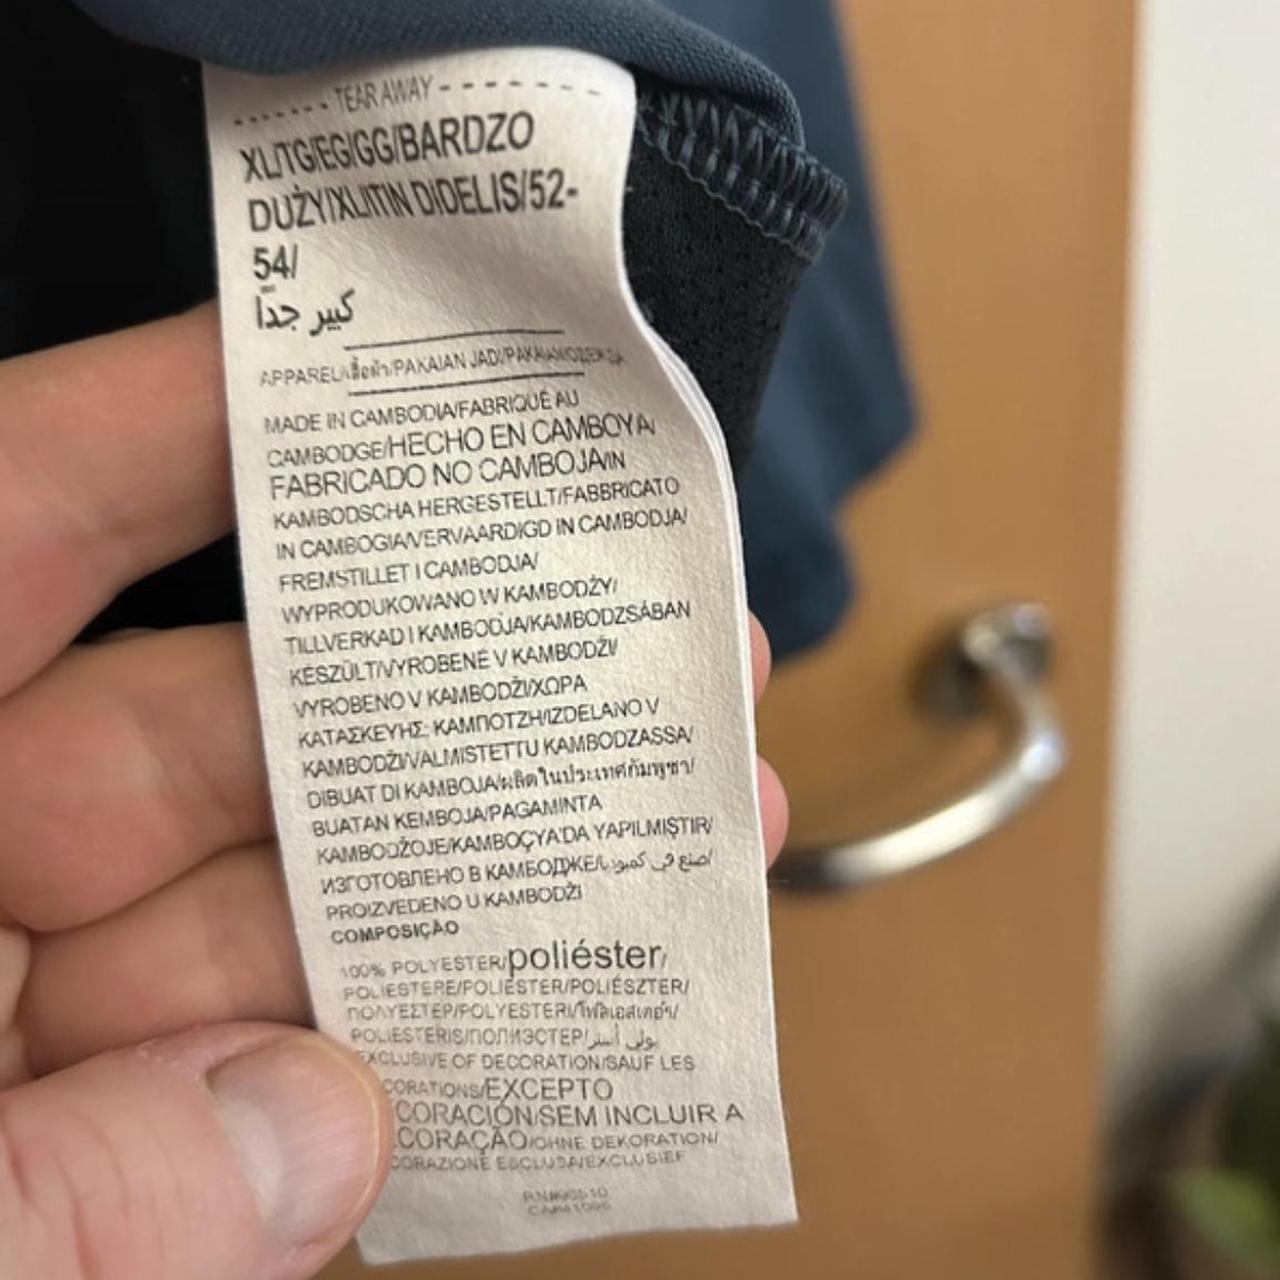 TEAR AWAY
XL/TG/EG/GG/BARDZO
DUŻY/XL/ITIN DIDELIS/52-
54/
كبير جداً
APPAREL/เสื้อผ้า/PAKAIAN JADI/PAKAIAN/ОДЕЖДА
MADE IN CAMBODIA/FABRIQUÉ AU
CAMBODGE/HECHO EN CAMBOYA/
FABRICADO NO CAMBOJA/IN
KAMBODSCHA HERGESTELLT/FABBRICATO
IN CAMBOGIA/VERVAARDIGD IN CAMBODJA/
FREMSTILLET I CAMBODJA/
WYPRODUKOWANO W KAMBODŻY/
TILLVERKAD I KAMBODJA/KAMBODZSÁBAN
KÉSZÜLT/VYROBENÉ V KAMBODŽI/
VYROBENO V KAMBODŽI/ΧΩΡΑ
ΚΑΤΑΣΚΕΥΗΣ: ΚΑΜΠΟΤΖΗ/IZDELANO V
KAMBODŽI/VALMISTETTU KAMBODZASSA/
DIBUAT DI KAMBOJA/ผลิตในประเทศกัมพูชา/
BUATAN KEMBOJA/PAGAMINTA
KAMBODŽOJE/KAMBOÇYA'DA YAPILMIŞTIR/
ИЗГОТОВЛЕНО В КАМБОДЖЕ/صنع في كمبوديا/
PROIZVEDENO U KAMBODŽI
COMPOSIÇÃO
100% POLYESTER/poliéster/
POLIESTERE/POLIESTER/POLIÉSZTER/
ΠΟΛΥΕΣΤΕΡ/POLYESTERI/โพลิเอสเตอร์/
POLIESTERIS/ПОЛИЭСТЕР/بولي أستر/
EXCLUSIVE OF DECORATION/SAUF LES
CORATIONS/EXCEPTO
CORACIÓN/SEM INCLUIR A
CORAÇÃO/OHNE DEKORATION/
CORAZIONE ESCLUSA/EXCLUSIEF